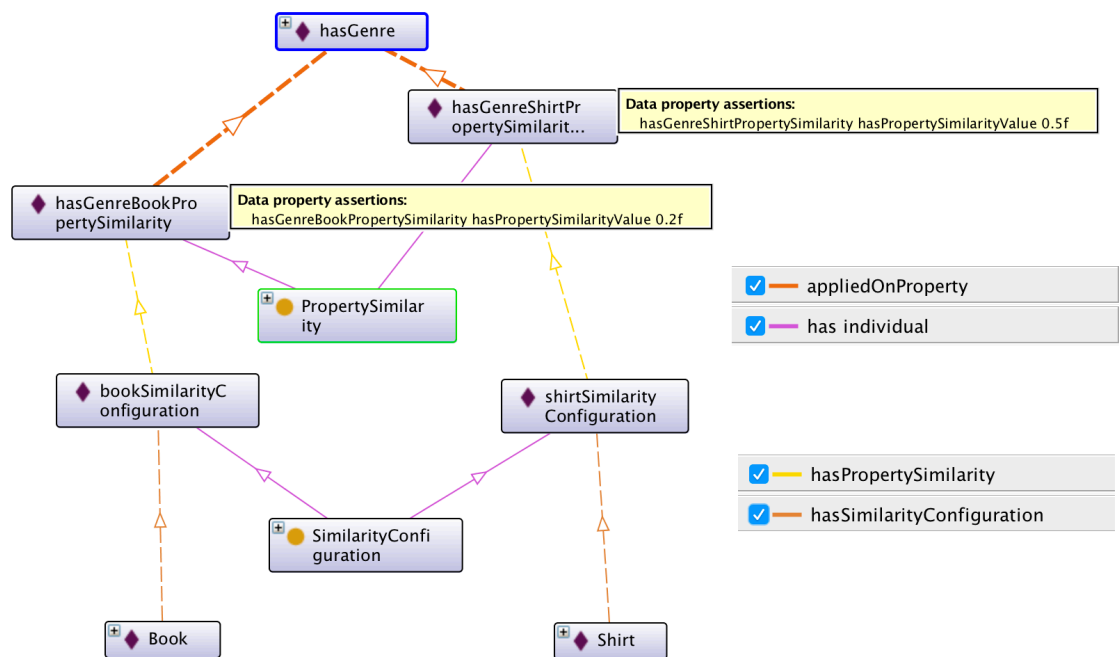 hasGenre
hasGenreShirtPr
opertySimilarit...
Data property assertions:
hasGenreShirtPropertySimilarity hasPropertySimilarityValue 0.5f
hasGenreBookPro
pertySimilarity
Data property assertions:
hasGenreBookPropertySimilarity hasPropertySimilarityValue 0.2f
PropertySimilar
ity
appliedOnProperty
has individual
bookSimilarityC
onfiguration
shirtSimilarity
Configuration
hasPropertySimilarity
hasSimilarityConfiguration
SimilarityConfi
guration
Book
Shirt